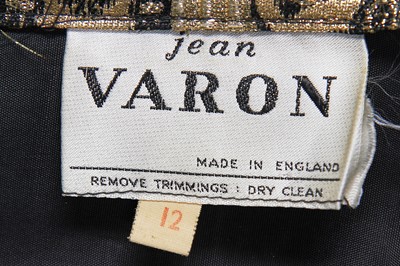 jean
VARON
MADE IN ENGLAND
REMOVE TRIMMINGS : DRY CLEAN
12